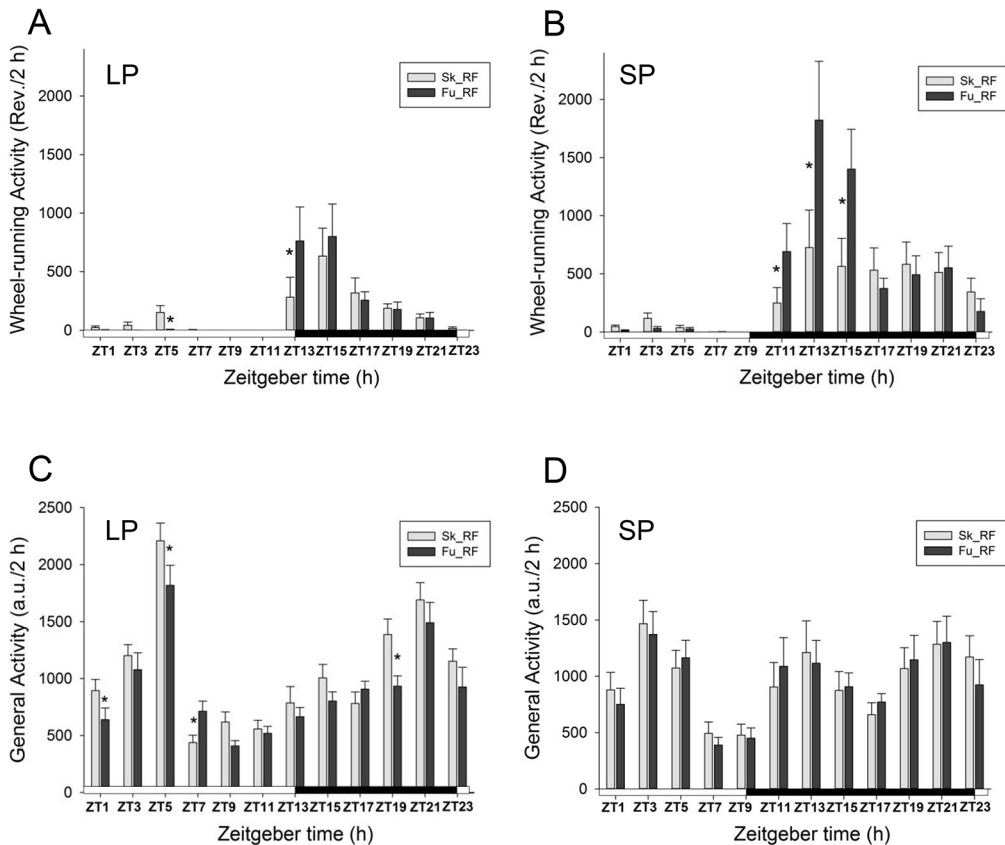 A
LP
Sk_RF
Fu_RF
Wheel-running Activity (Rev./2 h)
2000
1500
1000
500
0
*
*
ZT1 ZT3 ZT5 ZT7 ZT9 ZT11 ZT13 ZT15 ZT17 ZT19 ZT21 ZT23
Zeitgeber time (h)
B
SP
Sk_RF
Fu_RF
Wheel-running Activity (Rev./2 h)
2000
1500
1000
500
0
*
*
*
ZT1 ZT3 ZT5 ZT7 ZT9 ZT11 ZT13 ZT15 ZT17 ZT19 ZT21 ZT23
Zeitgeber time (h)
C
LP
Sk_RF
Fu_RF
General Activity (a.u./2 h)
2500
2000
1500
1000
500
0
*
*
*
*
ZT1 ZT3 ZT5 ZT7 ZT9 ZT11 ZT13 ZT15 ZT17 ZT19 ZT21 ZT23
Zeitgeber time (h)
D
SP
Sk_RF
Fu_RF
General Activity (a.u./2 h)
2500
2000
1500
1000
500
0
ZT1 ZT3 ZT5 ZT7 ZT9 ZT11 ZT13 ZT15 ZT17 ZT19 ZT21 ZT23
Zeitgeber time (h)